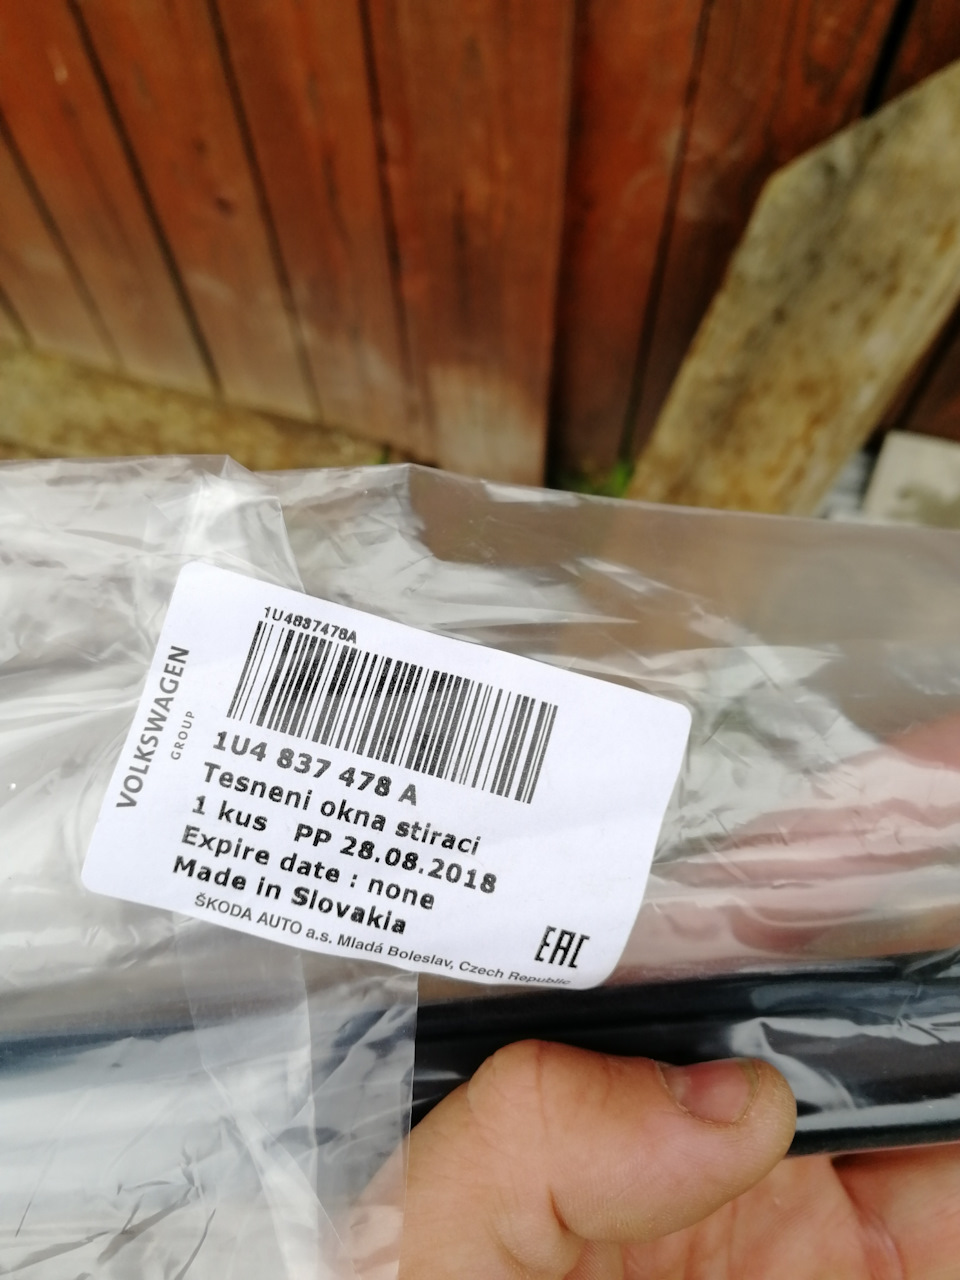 1U4837478A
VOLKSWAGEN
GROUP
1U4 837 478 A
Tesneni okna stiraci
1 kus PP 28.08.2018
Expire date : none
Made in Slovakia
ŠKODA AUTO a.s. Mladá Boleslav, Czech Republic
EAC